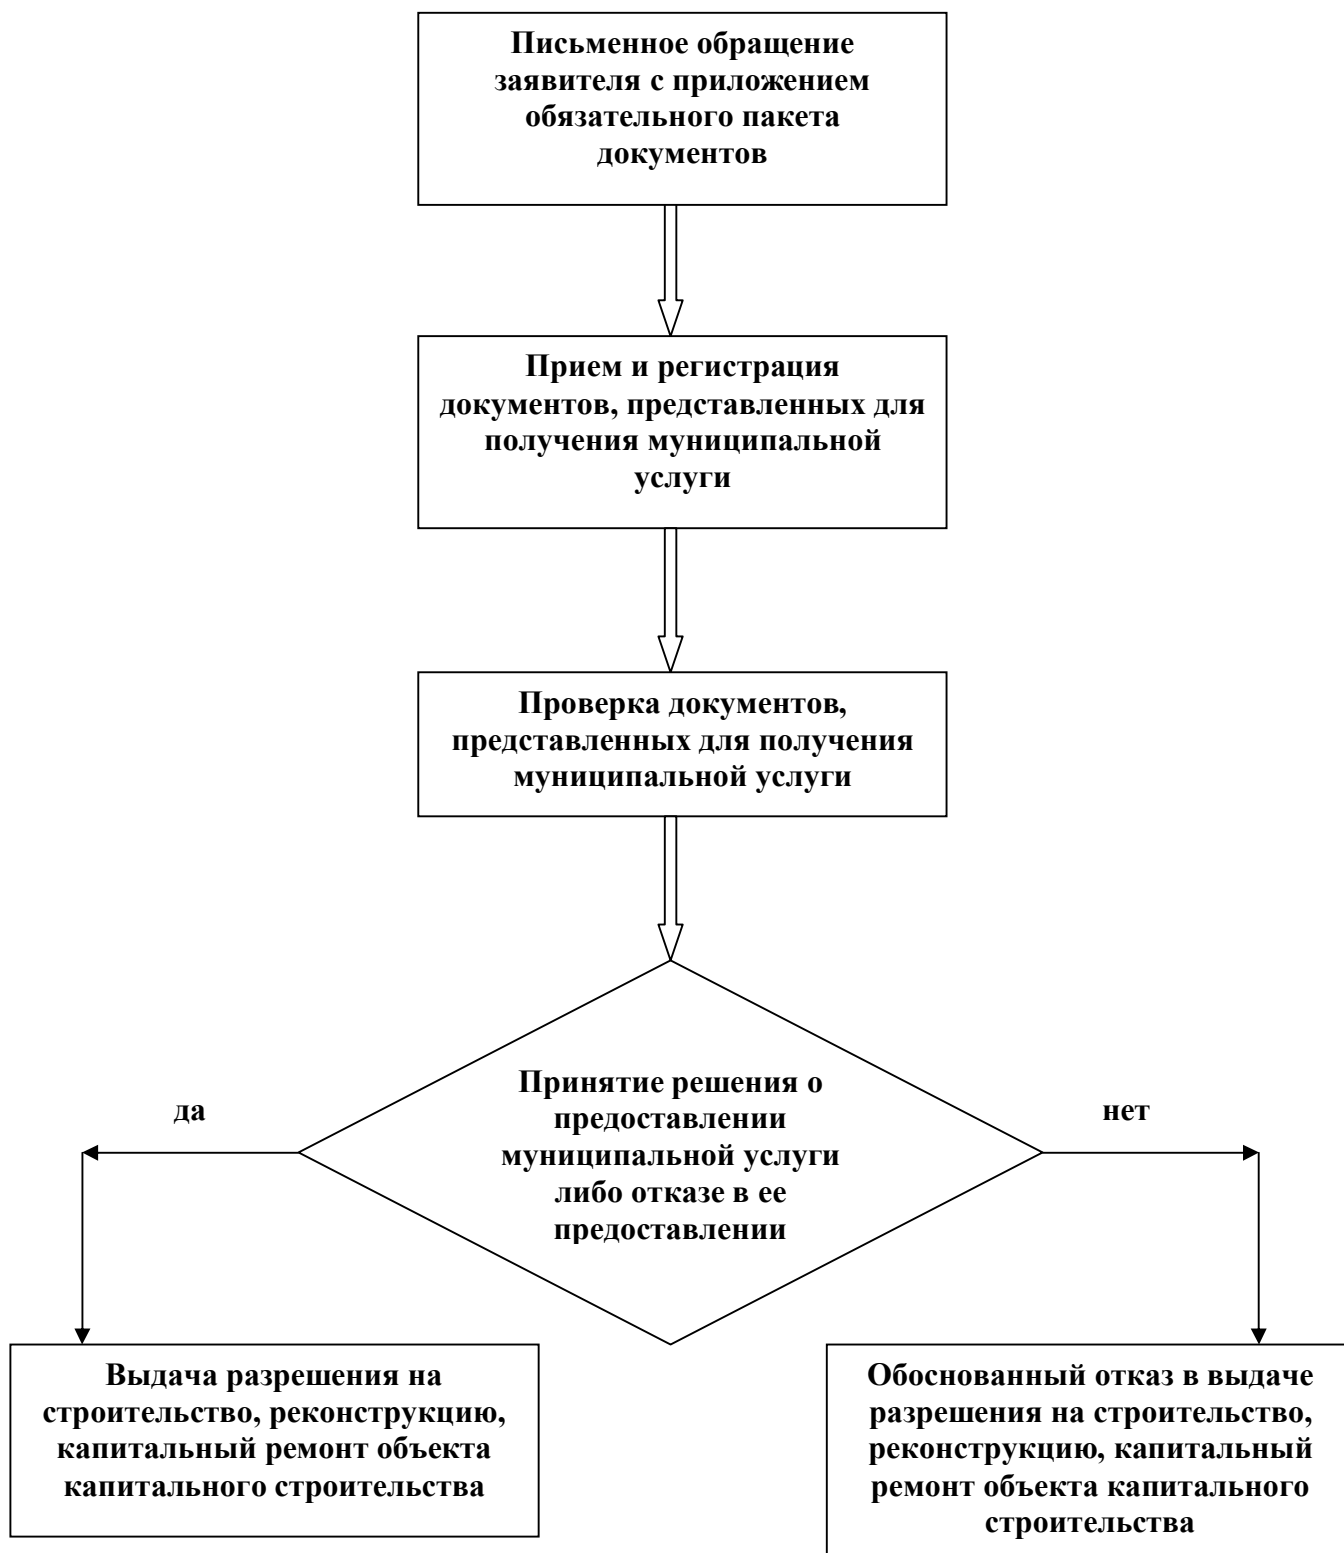 Письменное обращение
заявителя с приложением
обязательного пакета
документов
Прием и регистрация
документов, представленных для
получения муниципальной
услуги
Проверка документов,
представленных для получения
муниципальной услуги
Принятие решения о
предоставлении
муниципальной услуги
либо отказе в ее
предоставлении
да
нет
Выдача разрешения на
строительство, реконструкцию,
капитальный ремонт объекта
капитального строительства
Обоснованный отказ в выдаче
разрешения на строительство,
реконструкцию, капитальный
ремонт объекта капитального
строительства